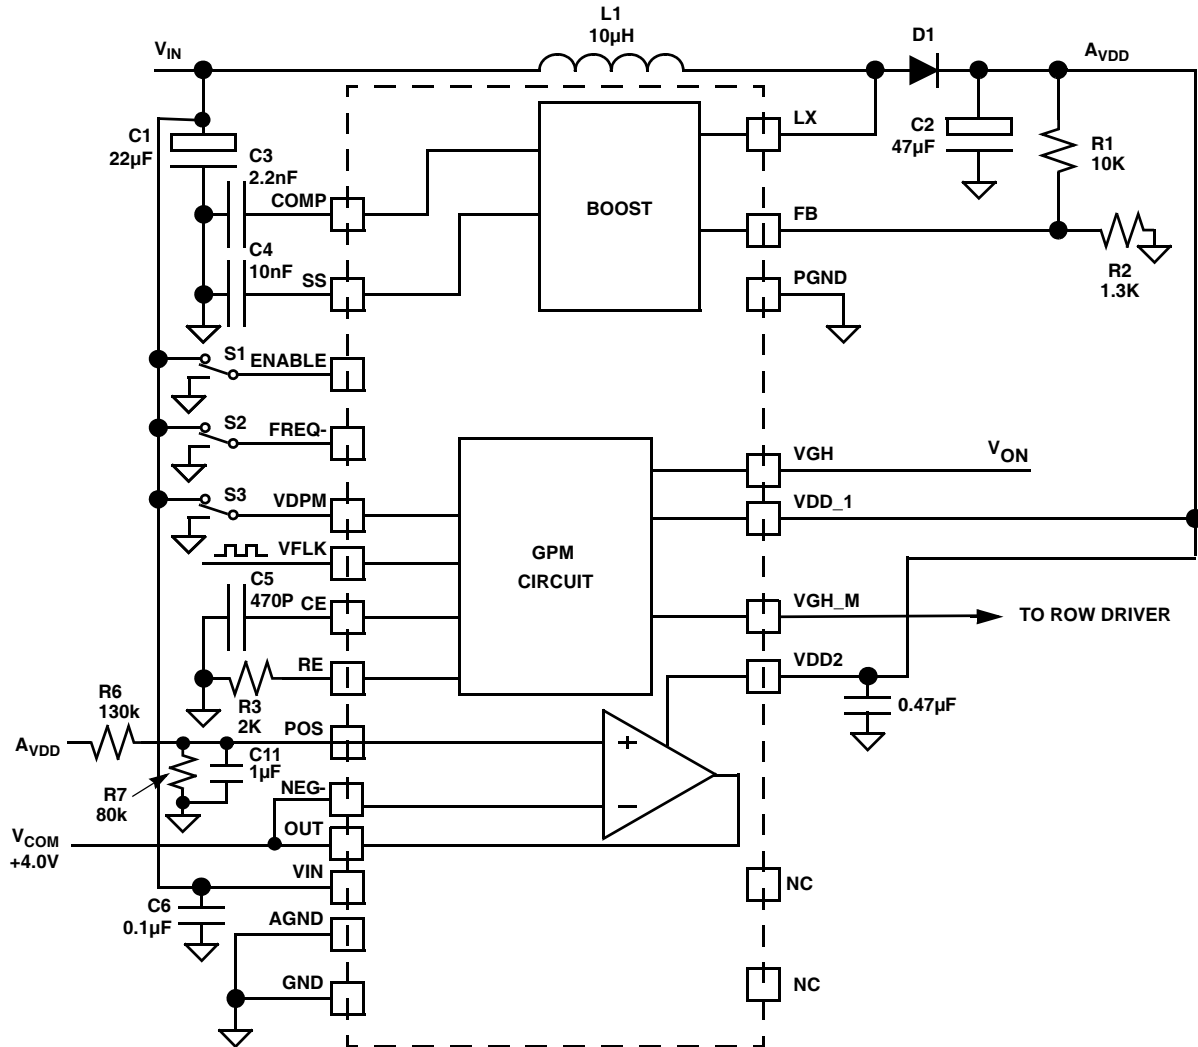 L1
10µH
D1
VIN
AVDD
C1
22µF
C3
2.2nF
COMP
C4
10nF
SS
BOOST
LX
C2
47µF
R1
10K
FB
R2
1.3K
PGND
S1
ENABLE
S2
FREQ-
S3
VDPM
VFLK
C5
470P
CE
RE
R3
2K
GPM
CIRCUIT
VGH
VON
VDD_1
VGH_M
TO ROW DRIVER
VDD2
0.47µF
R6
130k
AVDD
POS
C11
1µF
R7
80k
NEG-
OUT
VCOM
+4.0V
+
−
VIN
C6
0.1µF
AGND
GND
NC
NC